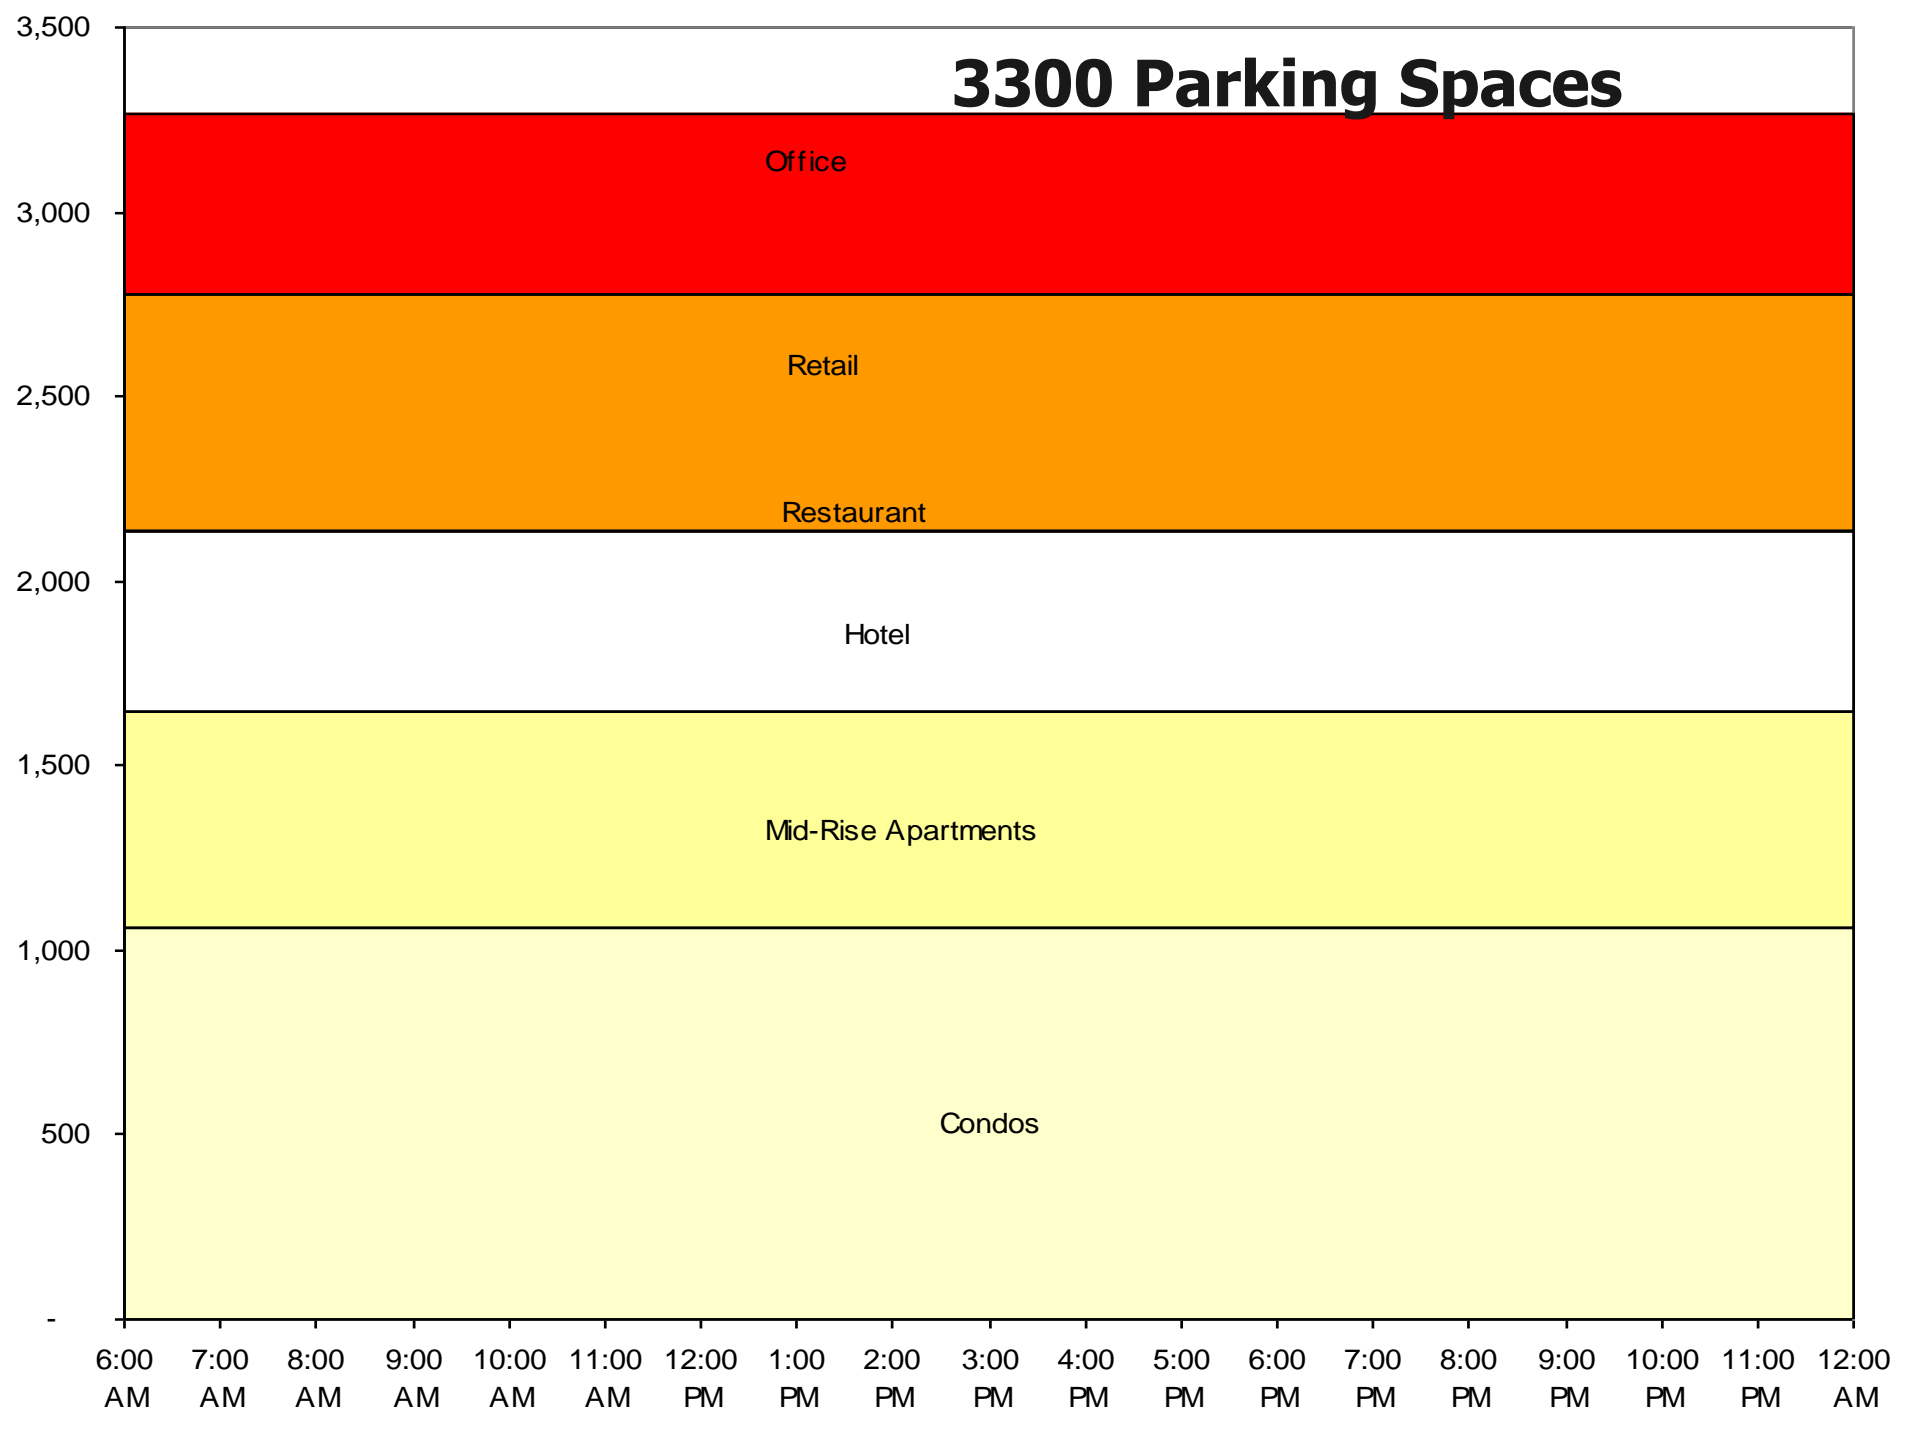 3,500
3300 Parking Spaces
Office
3,000
Retail
2,500
Restaurant
2,000
Hotel
1,500
Mid-Rise Apartments
1,000
Condos
500
-
6:00 7:00 8:00 9:00 10:00 11:00 12:00 1:00 2:00 3:00 4:00 5:00 6:00 7:00 8:00 9:00 10:00 11:00 12:00
AM AM AM AM AM AM PM PM PM PM PM PM PM PM PM PM PM PM AM